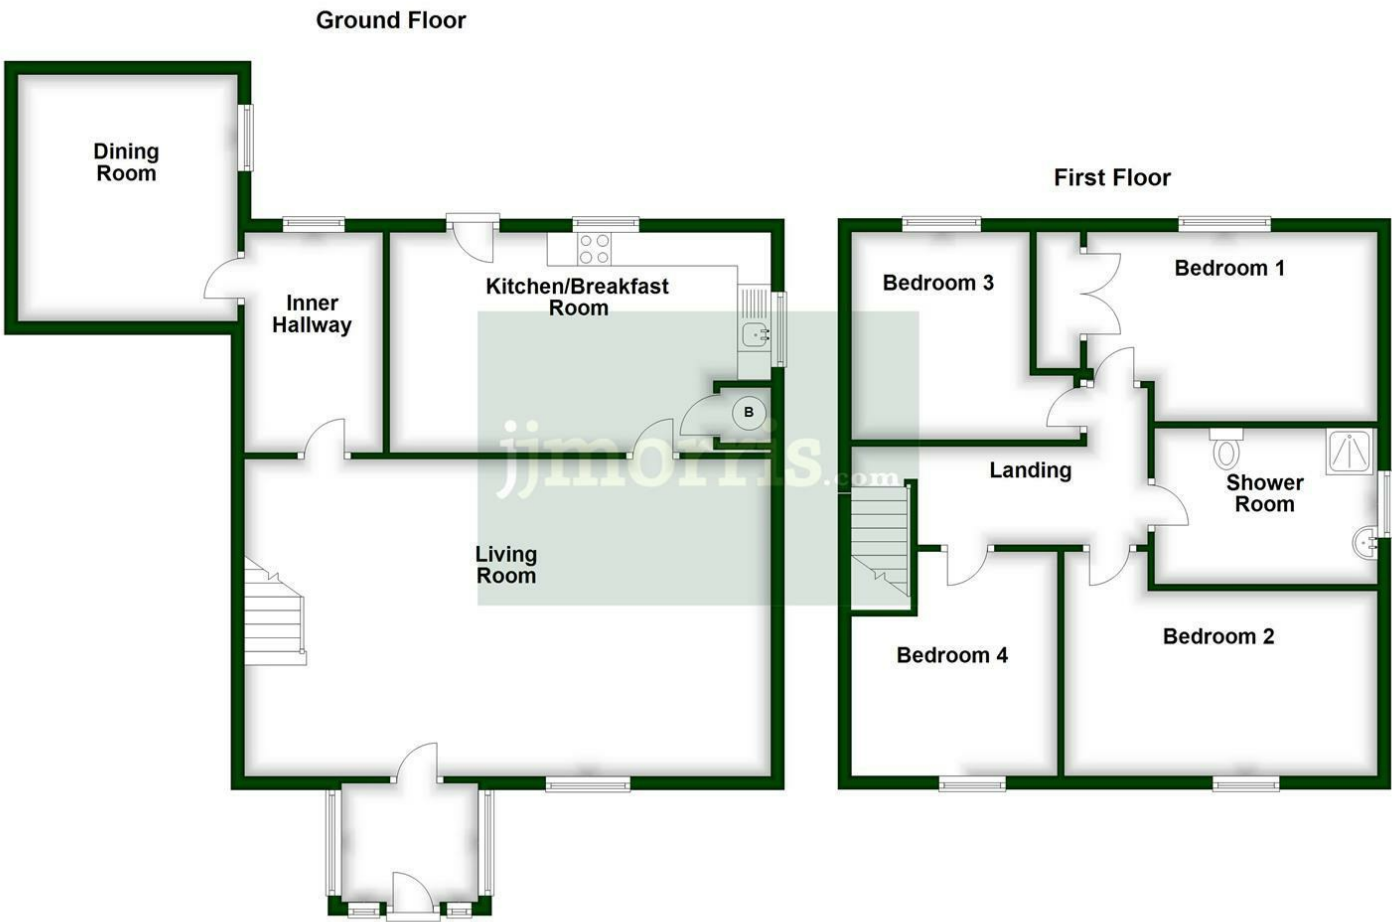 Ground Floor
Dining
Room
Inner
Hallway
Kitchen/Breakfast
Room
B
Living
Room
jjmorris.com
First Floor
Bedroom 3
Bedroom 1
Landing
Shower
Room
Bedroom 4
Bedroom 2